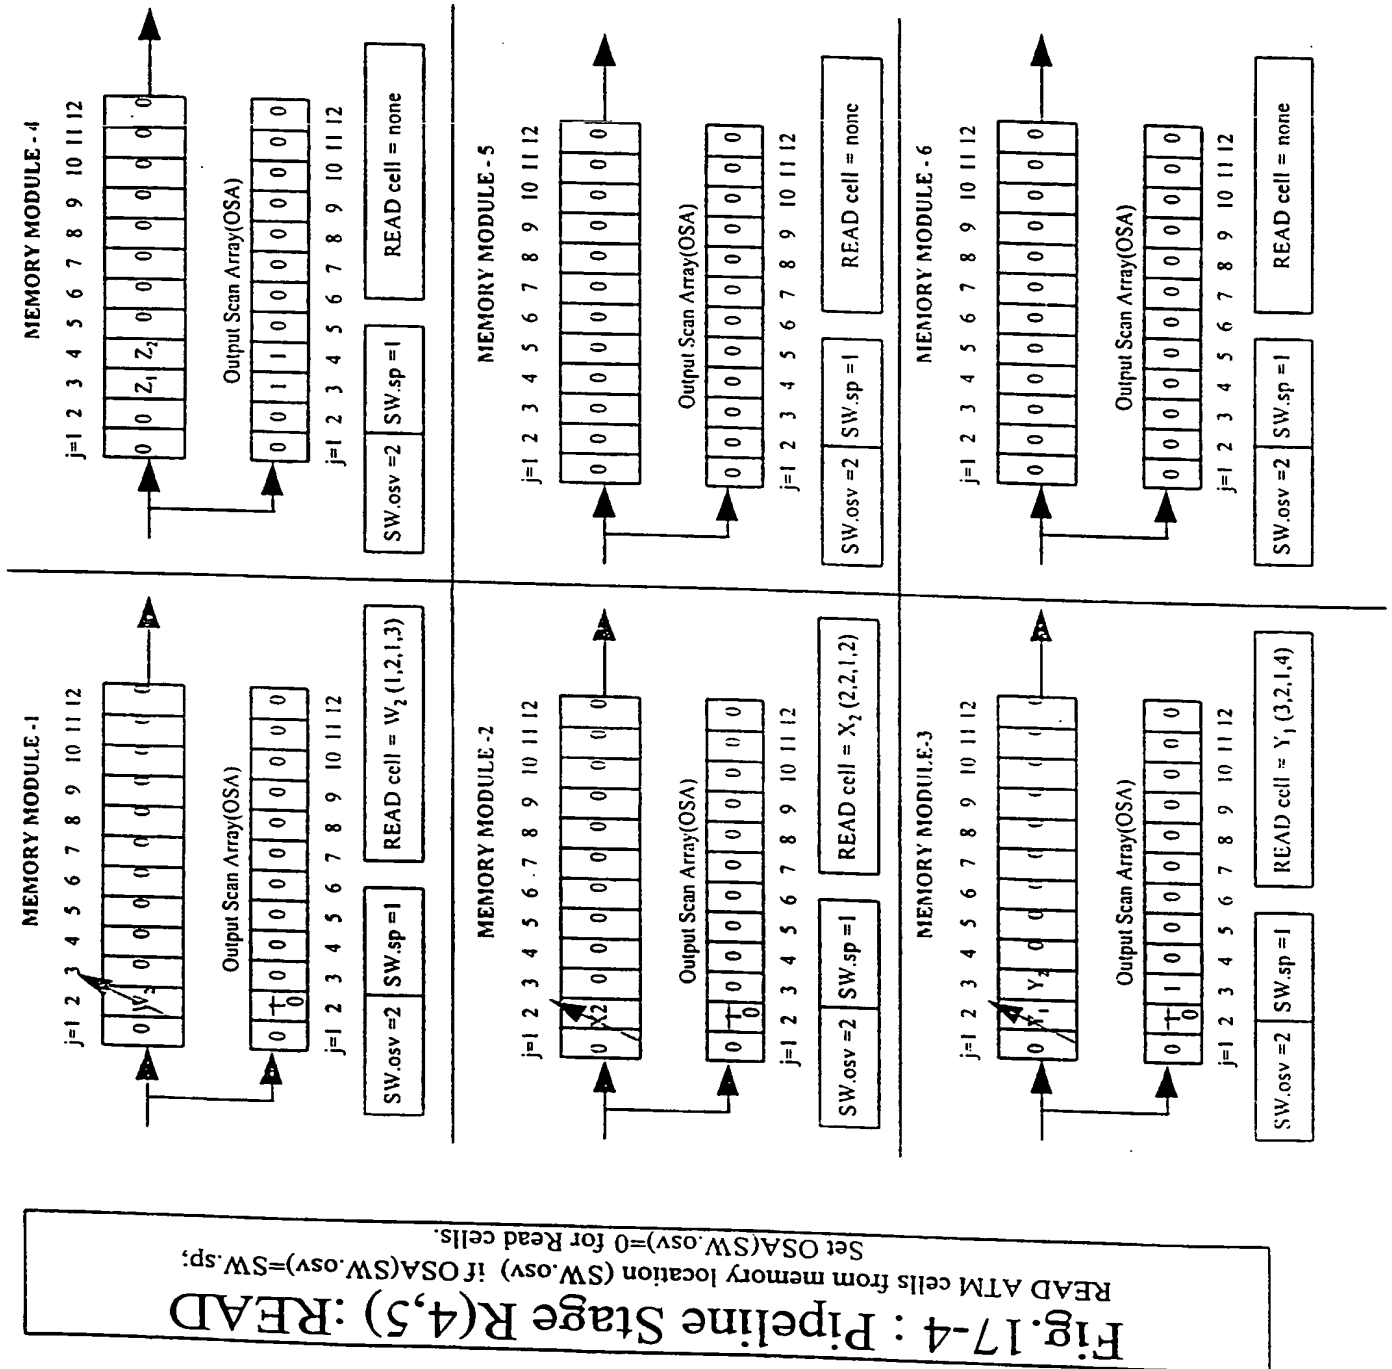 Fig.17-4 : Pipeline Stage R(4,5) :READ
READ ATM cells from memory location (SW.osv) if OSA(SW.osv)=SW.sp;
Set OSA(SW.osv)=0 for Read cells.
MEMORY MODULE -1
j=1 2 3 4 5 6 7 8 9 10 11 12
0 W2 0 0 0 0 0 0 0 0 0 0
Output Scan Array(OSA)
0 1 0 0 0 0 0 0 0 0 0 0
0
j=1 2 3 4 5 6 7 8 9 10 11 12
SW.osv =2 SW.sp =1 READ cell = W2 (1,2,1,3)
MEMORY MODULE - 4
j=1 2 3 4 5 6 7 8 9 10 11 12
0 0 Z1 Z2 0 0 0 0 0 0 0 0
Output Scan Array(OSA)
0 0 1 1 0 0 0 0 0 0 0 0
j=1 2 3 4 5 6 7 8 9 10 11 12
SW.osv =2 SW.sp =1 READ cell = none
MEMORY MODULE -2
j=1 2 3 4 5 6 7 8 9 10 11 12
0 X2 0 0 0 0 0 0 0 0 0 0
Output Scan Array(OSA)
0 1 0 0 0 0 0 0 0 0 0 0
0
j=1 2 3 4 5 6 7 8 9 10 11 12
SW.osv =2 SW.sp =1 READ cell = X2 (2,2,1,2)
MEMORY MODULE - 5
j=1 2 3 4 5 6 7 8 9 10 11 12
0 0 0 0 0 0 0 0 0 0 0 0
Output Scan Array(OSA)
0 0 0 0 0 0 0 0 0 0 0 0
j=1 2 3 4 5 6 7 8 9 10 11 12
SW.osv =2 SW.sp =1 READ cell = none
MEMORY MODULE-3
j=1 2 3 4 5 6 7 8 9 10 11 12
0 Y1 Y2 0 0 0 0 0 0 0 0 0
Output Scan Array(OSA)
0 1 1 0 0 0 0 0 0 0 0 0
0
j=1 2 3 4 5 6 7 8 9 10 11 12
SW.osv =2 SW.sp =1 READ cell = Y1 (3,2,1,4)
MEMORY MODULE - 6
j=1 2 3 4 5 6 7 8 9 10 11 12
0 0 0 0 0 0 0 0 0 0 0 0
Output Scan Array(OSA)
0 0 0 0 0 0 0 0 0 0 0 0
j=1 2 3 4 5 6 7 8 9 10 11 12
SW.osv =2 SW.sp =1 READ cell = none